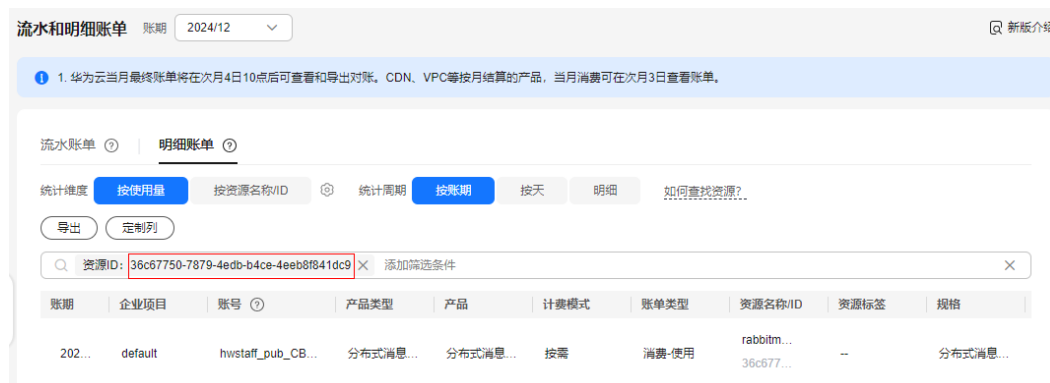 流水和明细账单 账期 2024/12 新版介绍
1. 华为云当月最终账单将在次月4日10点后可查看和导出对账。CDN、VPC等按月结算的产品，当月消费可在次月3日查看账单。
流水账单 明细账单
统计维度 按使用量 按资源名称/ID 统计周期 按账期 按天 明细 如何查找资源?
导出 定制列
资源ID: 36c67750-7879-4edb-b4ce-4eeb8f841dc9 添加筛选条件
账期 企业项目 账号 产品类型 产品 计费模式 账单类型 资源名称/ID 资源标签 规格
202... default hwstaff_pub_CB... 分布式消息... 分布式消息... 按需 消费-使用 rabbitm... -- 分布式消息...
36c677...